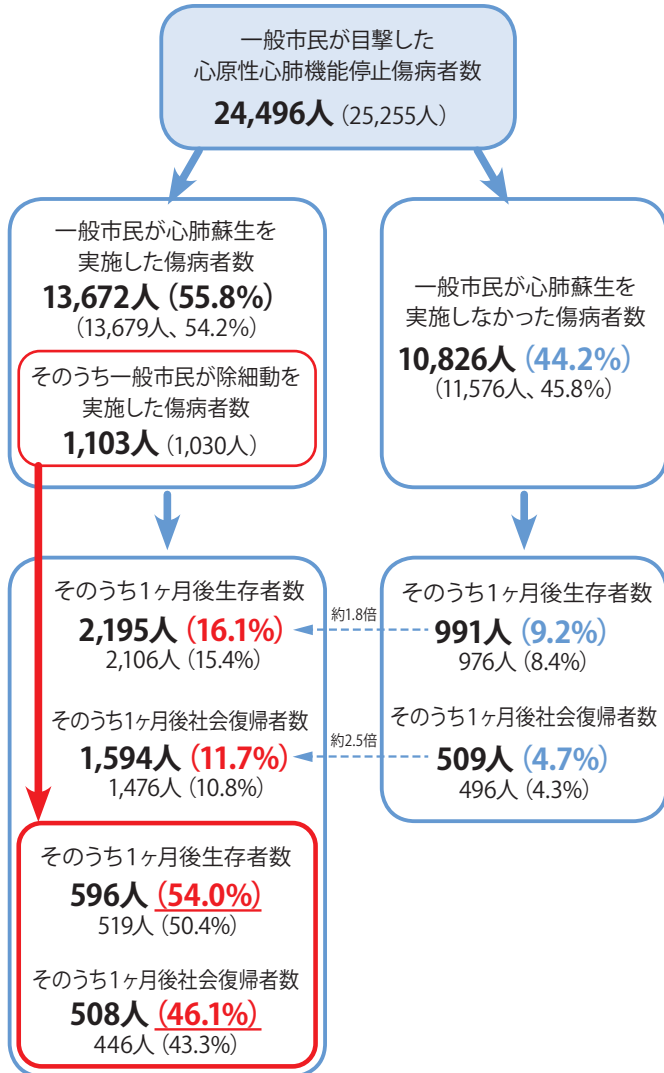 一般市民が目撃した
心原性心肺機能停止傷病者数
24,496人 (25,255人)
一般市民が心肺蘇生を
実施した傷病者数
13,672人 (55.8%)
(13,679人、54.2%)
そのうち一般市民が除細動を
実施した傷病者数
1,103人 (1,030人)
一般市民が心肺蘇生を
実施しなかった傷病者数
10,826人 (44.2%)
(11,576人、45.8%)
そのうち1ヶ月後生存者数
2,195人 (16.1%)
2,106人 (15.4%)
約1.8倍
そのうち1ヶ月後生存者数
991人 (9.2%)
976人 (8.4%)
そのうち1ヶ月後社会復帰者数
1,594人 (11.7%)
1,476人 (10.8%)
約2.5倍
そのうち1ヶ月後社会復帰者数
509人 (4.7%)
496人 (4.3%)
そのうち1ヶ月後生存者数
596人 (54.0%)
519人 (50.4%)
そのうち1ヶ月後社会復帰者数
508人 (46.1%)
446人 (43.3%)